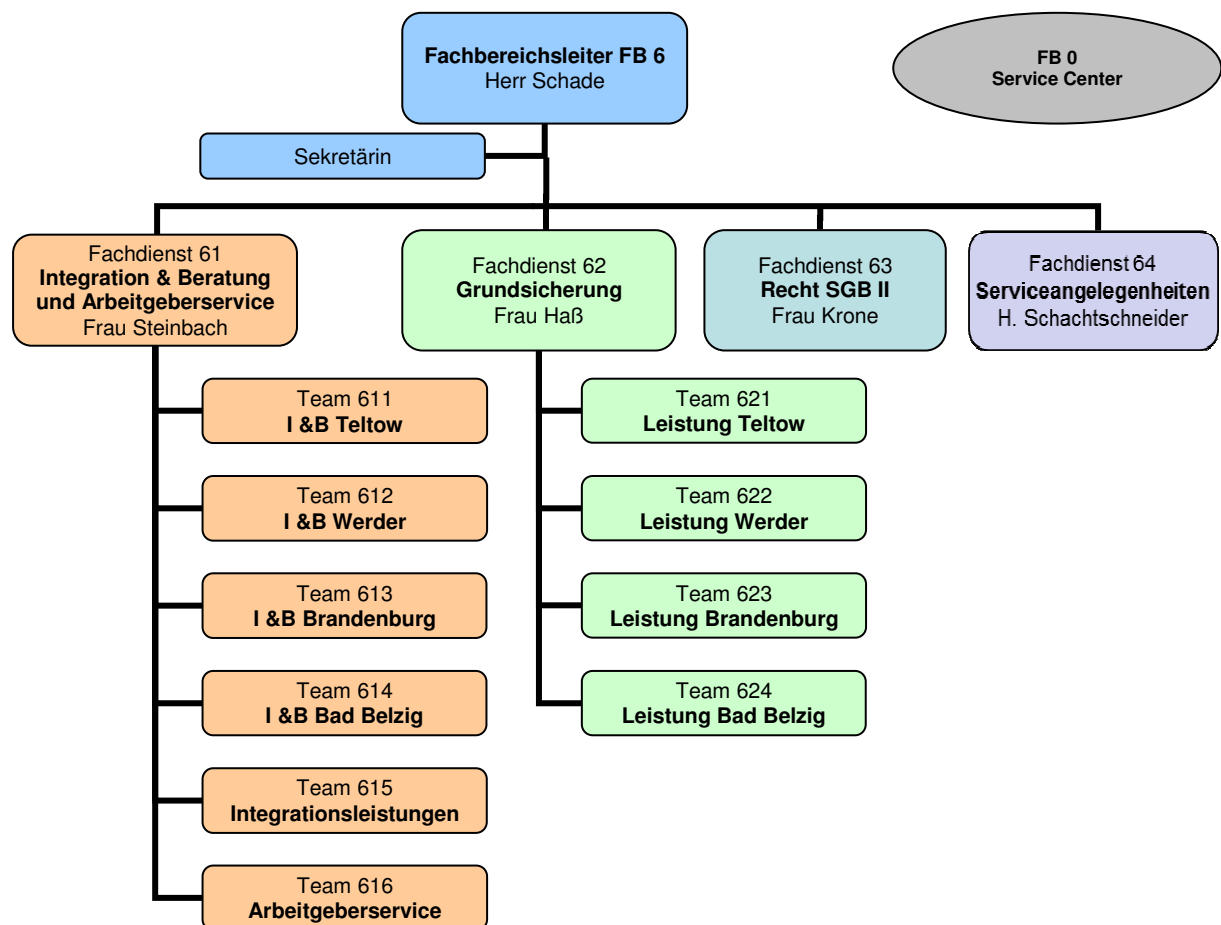 Fachbereichsleiter FB 6
Herr Schade
FB 0
Service Center
Sekretärin
Fachdienst 61
Integration & Beratung
und Arbeitgeberservice
Frau Steinbach
Fachdienst 62
Grundsicherung
Frau Haß
Fachdienst 63
Recht SGB II
Frau Krone
Fachdienst 64
Serviceangelegenheiten
H. Schachtschneider
Team 611
I &B Teltow
Team 612
I &B Werder
Team 613
I &B Brandenburg
Team 614
I &B Bad Belzig
Team 615
Integrationsleistungen
Team 616
Arbeitgeberservice
Team 621
Leistung Teltow
Team 622
Leistung Werder
Team 623
Leistung Brandenburg
Team 624
Leistung Bad Belzig